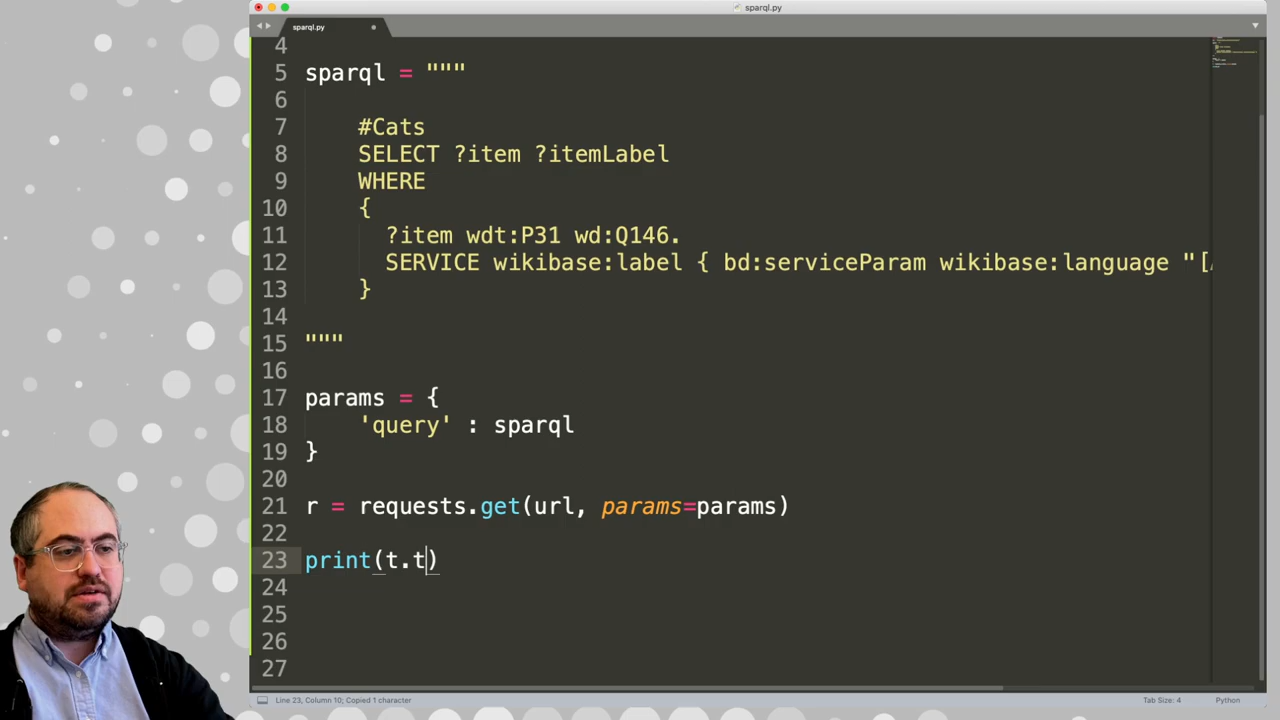 sparql.py
sparql.py
4
5 sparql = """
6
7 #Cats
8 SELECT ?item ?itemLabel
9 WHERE
10 {
11 ?item wdt:P31 wd:Q146.
12 SERVICE wikibase:label { bd:serviceParam wikibase:language "[
13 }
14
15 """
16
17 params = {
18 'query' : sparql
19 }
20
21 r = requests.get(url, params=params)
22
23 print(t.t)
24
25
26
27
Line 23, Column 10; Copied 1 character
Tab Size: 4
Python